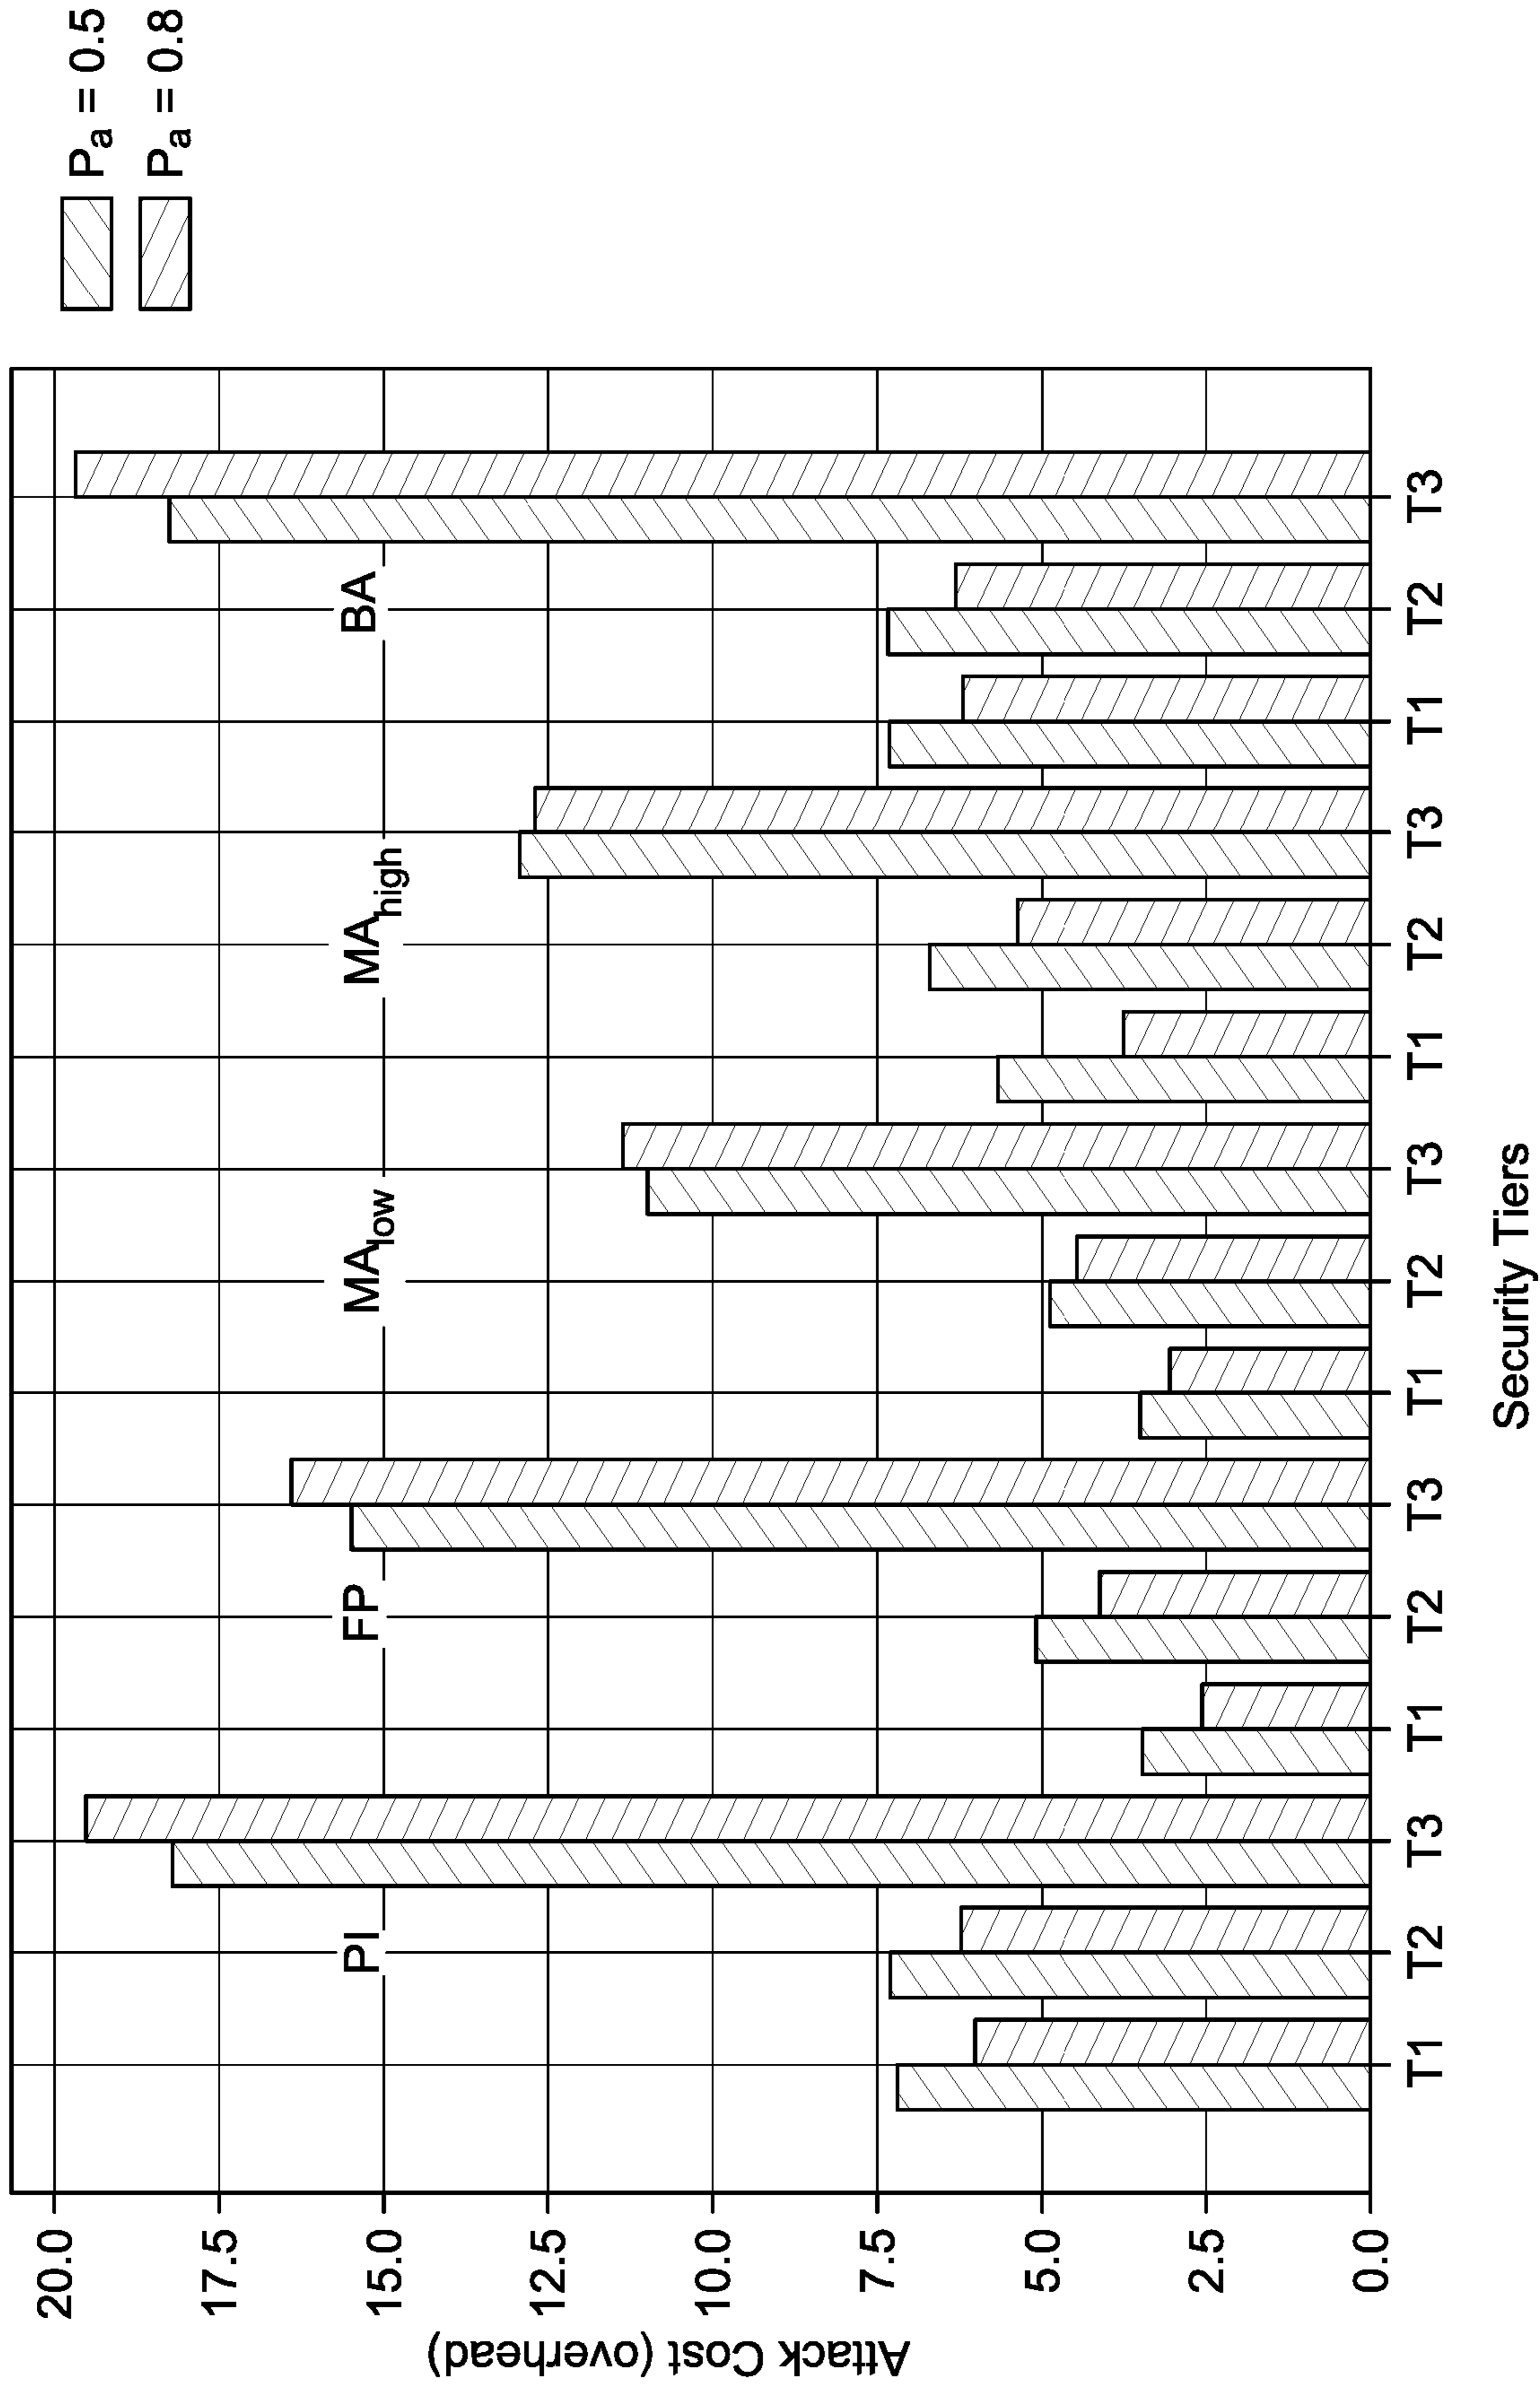 P_a = 0.5
P_a = 0.8
20.0
17.5
15.0
12.5
10.0
7.5
5.0
2.5
0.0
Attack Cost (overhead)
PI
FP
MA_low
MA_high
BA
T1 T2 T3 T1 T2 T3 T1 T2 T3 T1 T2 T3 T1 T2 T3
Security Tiers